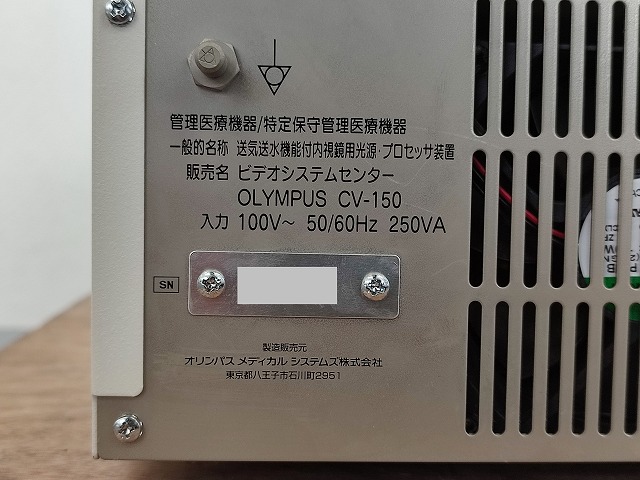 管理医療機器/特定保守管理医療機器
一般的名称 送気送水機能付内視鏡用光源・プロセッサ装置
販売名 ビデオシステムセンター
OLYMPUS CV-150
入力 100V～ 50/60Hz 250VA
SN
製造販売元
オリンパス メディカル システムズ株式会社
東京都八王子市石川町2951